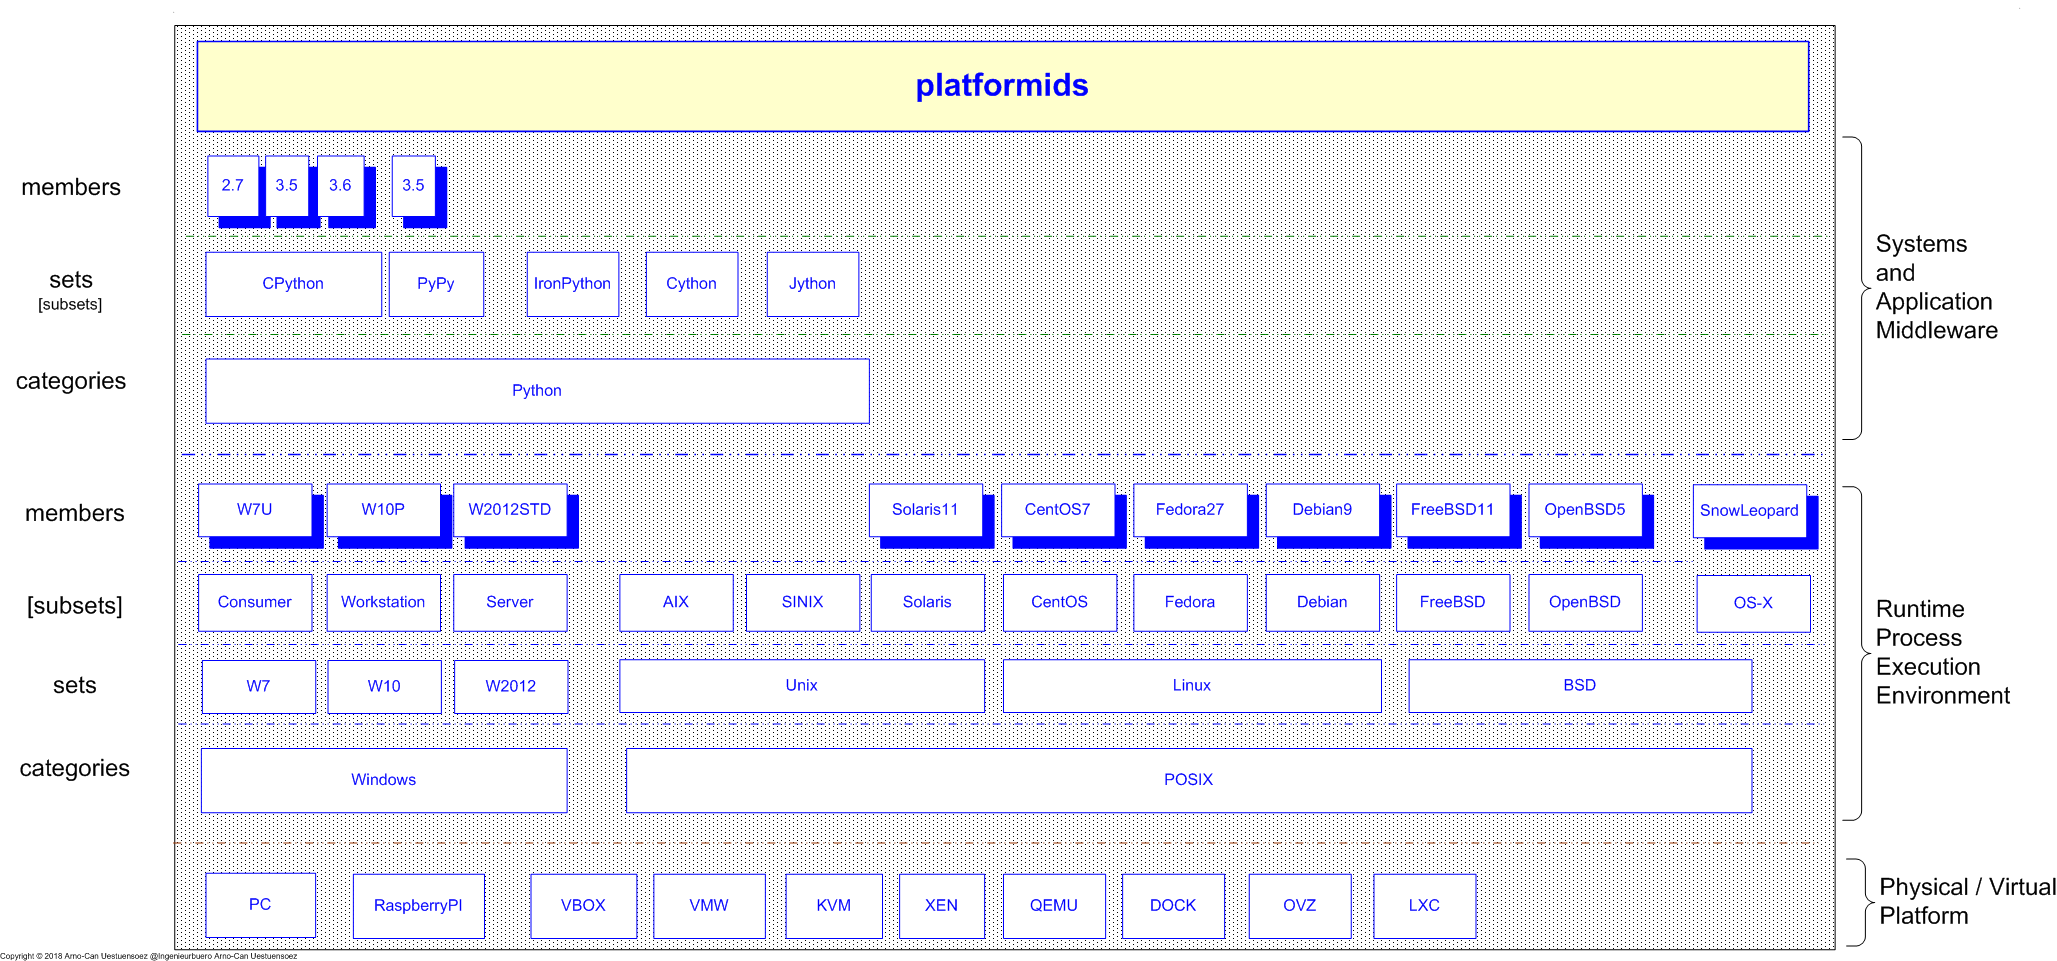 platformids
members
2.7 3.5 3.6 3.5
sets
[subsets]
CPython PyPy IronPython Cython Jython
categories
Python
Systems
and
Application
Middleware
members
W7U W10P W2012STD Solaris11 CentOS7 Fedora27 Debian9 FreeBSD11 OpenBSD5 SnowLeopard
[subsets]
Consumer Workstation Server AIX SINIX Solaris CentOS Fedora Debian FreeBSD OpenBSD OS-X
sets
W7 W10 W2012 Unix Linux BSD
categories
Windows POSIX
Runtime
Process
Execution
Environment
PC RaspberryPI VBOX VMW KVM XEN QEMU DOCK OVZ LXC
Physical / Virtual
Platform
Copyright © 2018 Arno-Can Uestuensoez @Ingenieurbuero Arno-Can Uestuensoez